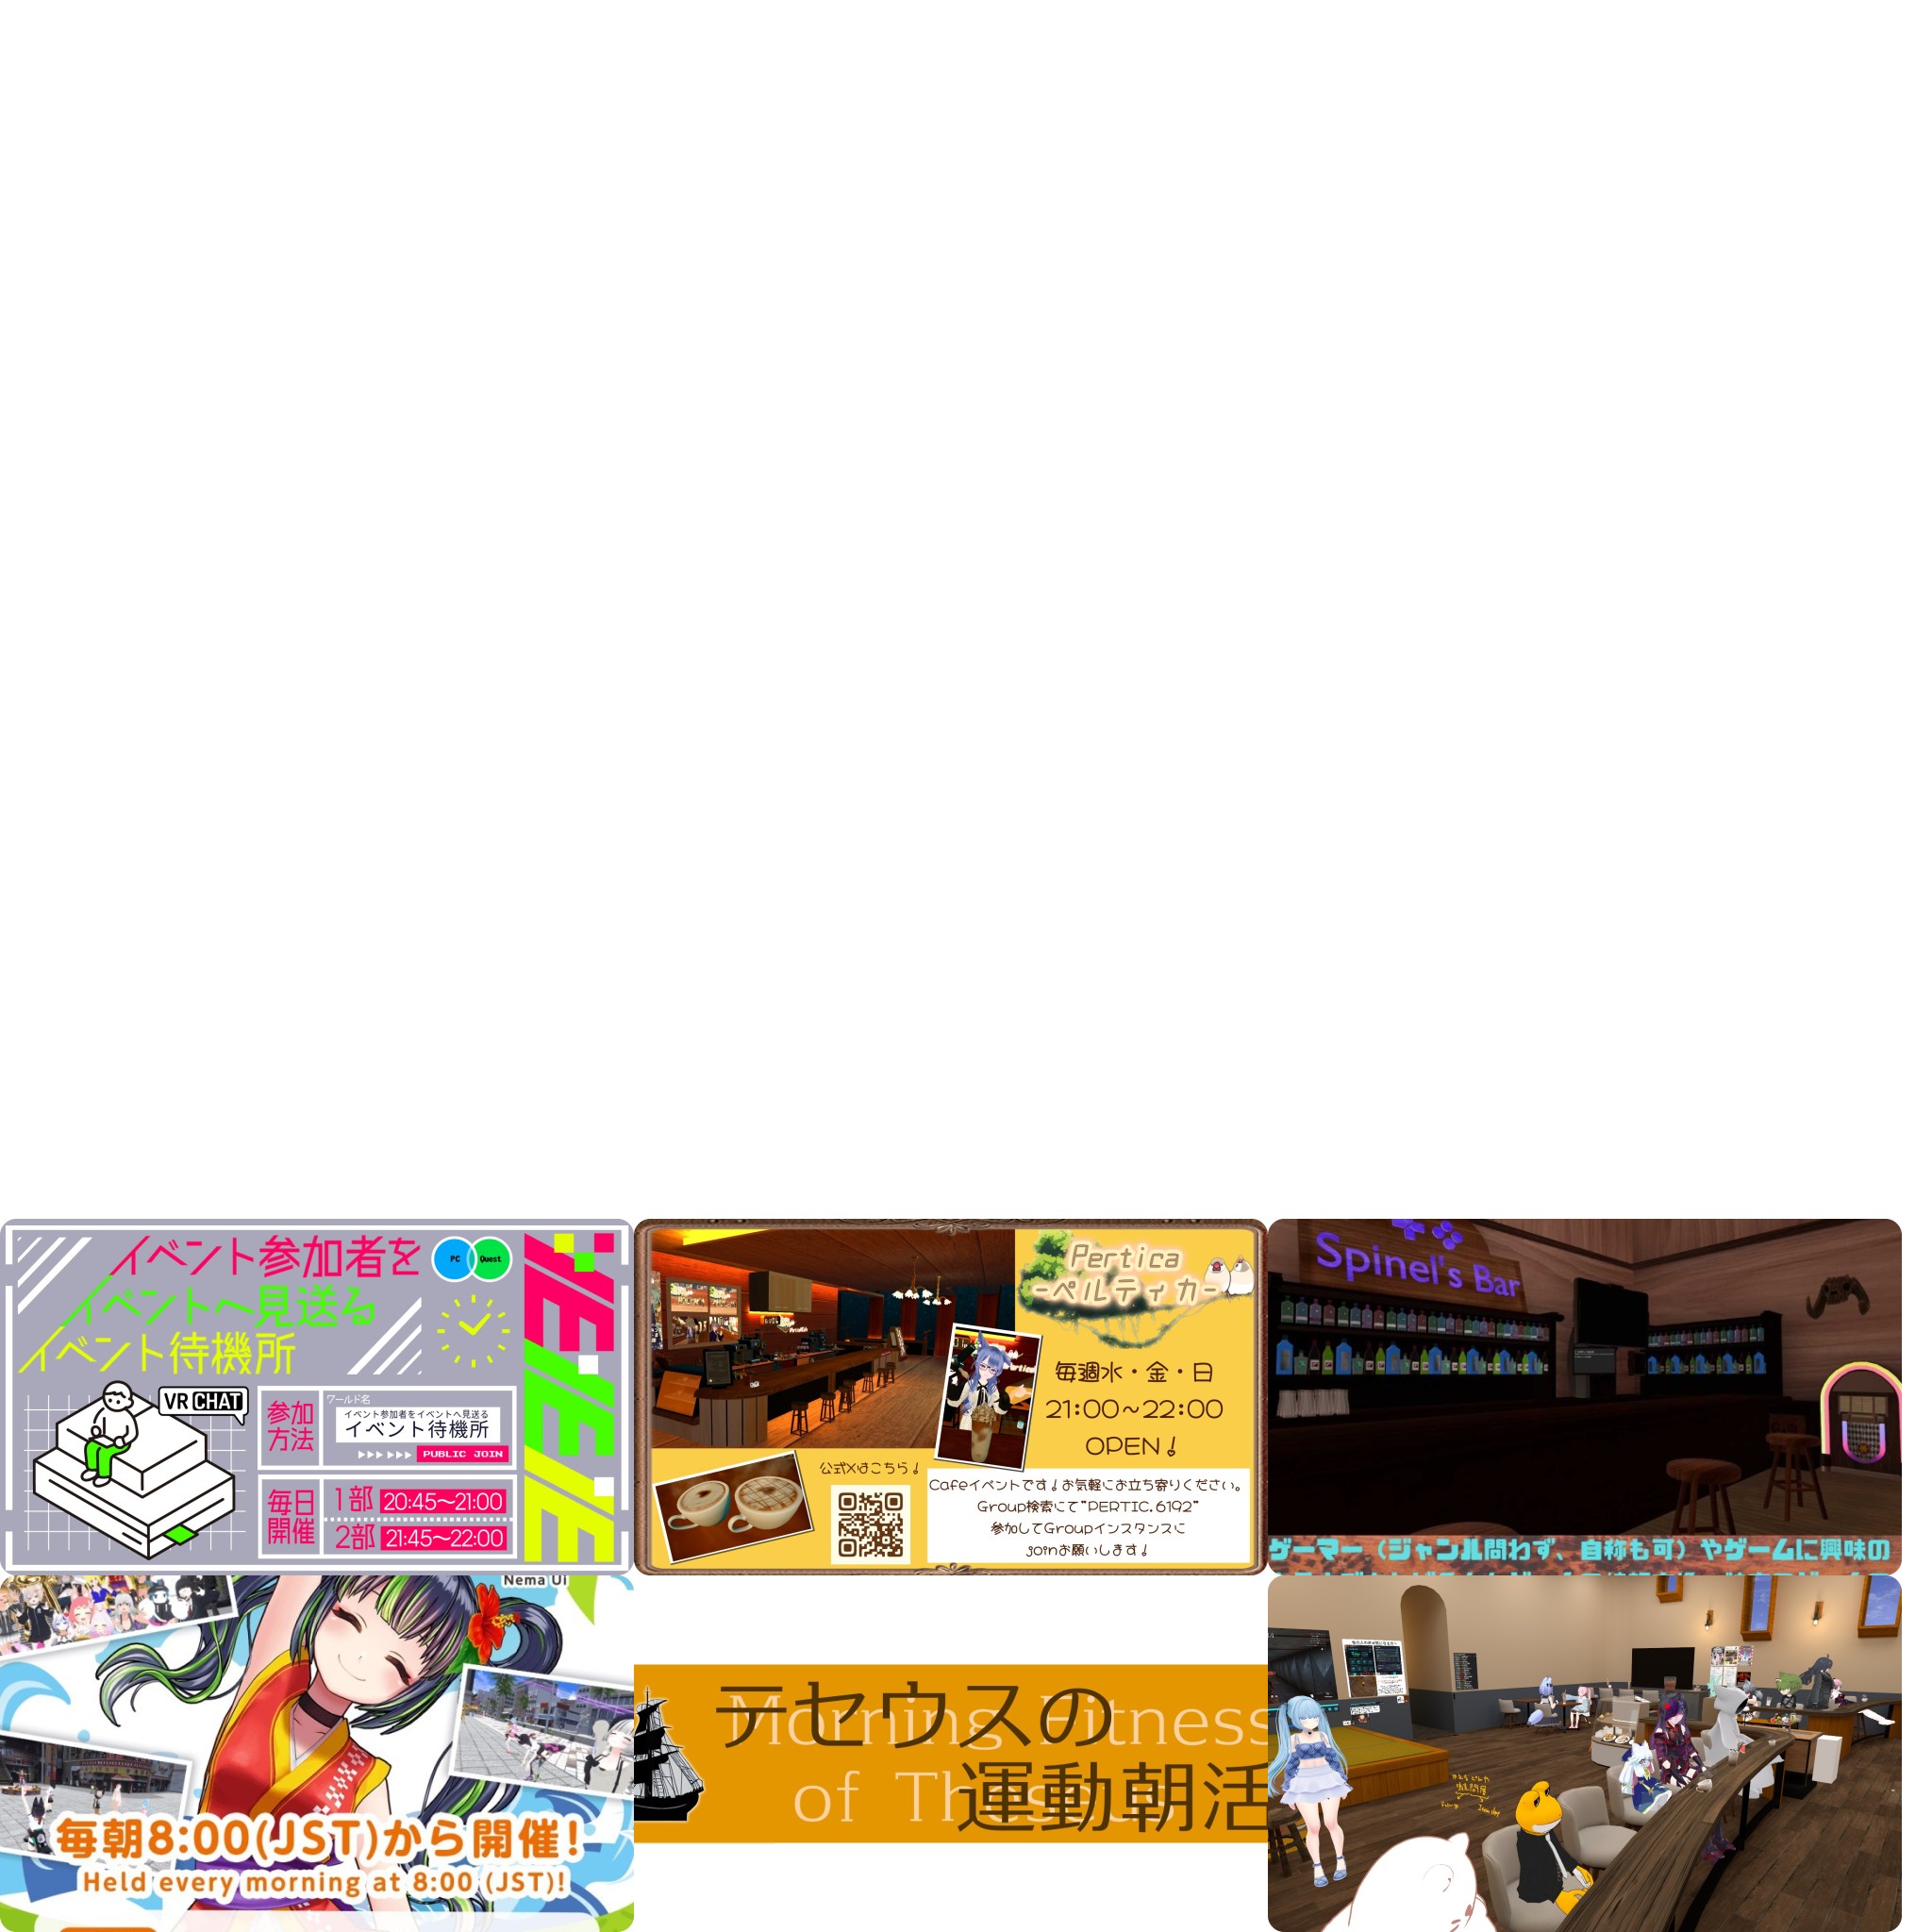 イベント参加者を
イベントへ見送る
イベント待機所
PC
Quest
VRCHAT
参加
方法
ワールド名
イベント参加者をイベントへ見送る
イベント待機所
PUBLIC JOIN
毎日
開催
1部 20:45〜21:00
2部 21:45〜22:00
Pertica
-ペルティカ-
毎週水・金・日
21:00〜22:00
OPEN!
公式Xはこちら!
Cafeイベントです!お気軽にお立ち寄りください。
Group検索にて"PERTIC.6192"
参加してGroupインスタンスに
joinお願いします!
Spinel's Bar
ゲーマー（ジャンル問わず、自称も可）やゲームに興味の
Nema Ui
毎朝8:00(JST)から開催!
Held every morning at 8:00 (JST)!
テセウスの
運動朝活
Morning Fitness
of Theseus